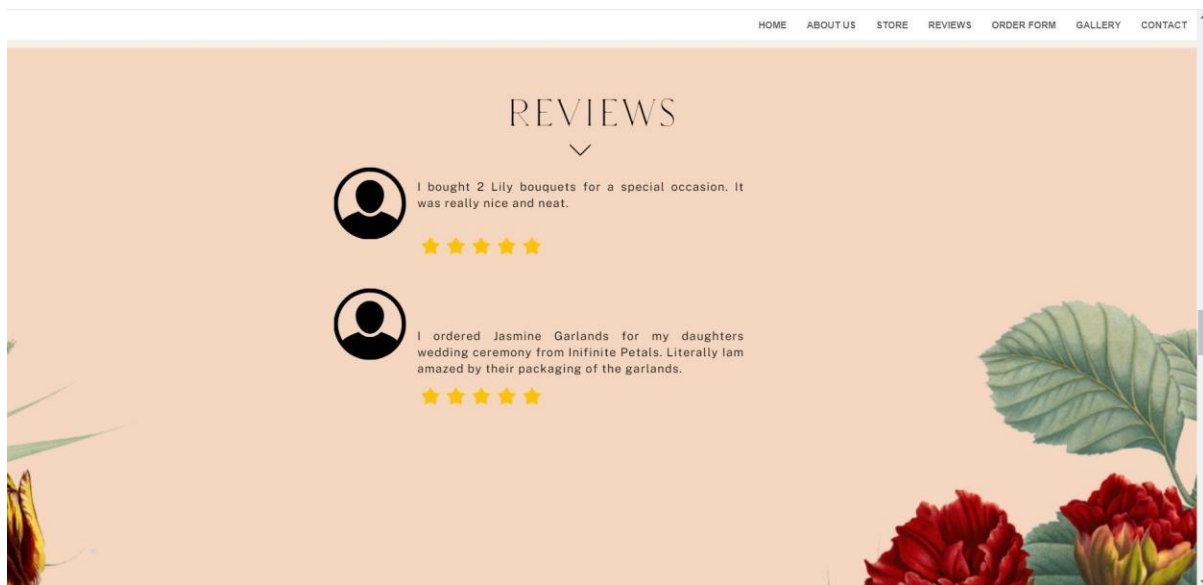 HOME ABOUT US STORE REVIEWS ORDER FORM GALLERY CONTACT
REVIEWS
I bought 2 Lily bouquets for a special occasion. It
was really nice and neat.
I ordered Jasmine Garlands for my daughters
wedding ceremony from Inifinite Petals. Literally Iam
amazed by their packaging of the garlands.